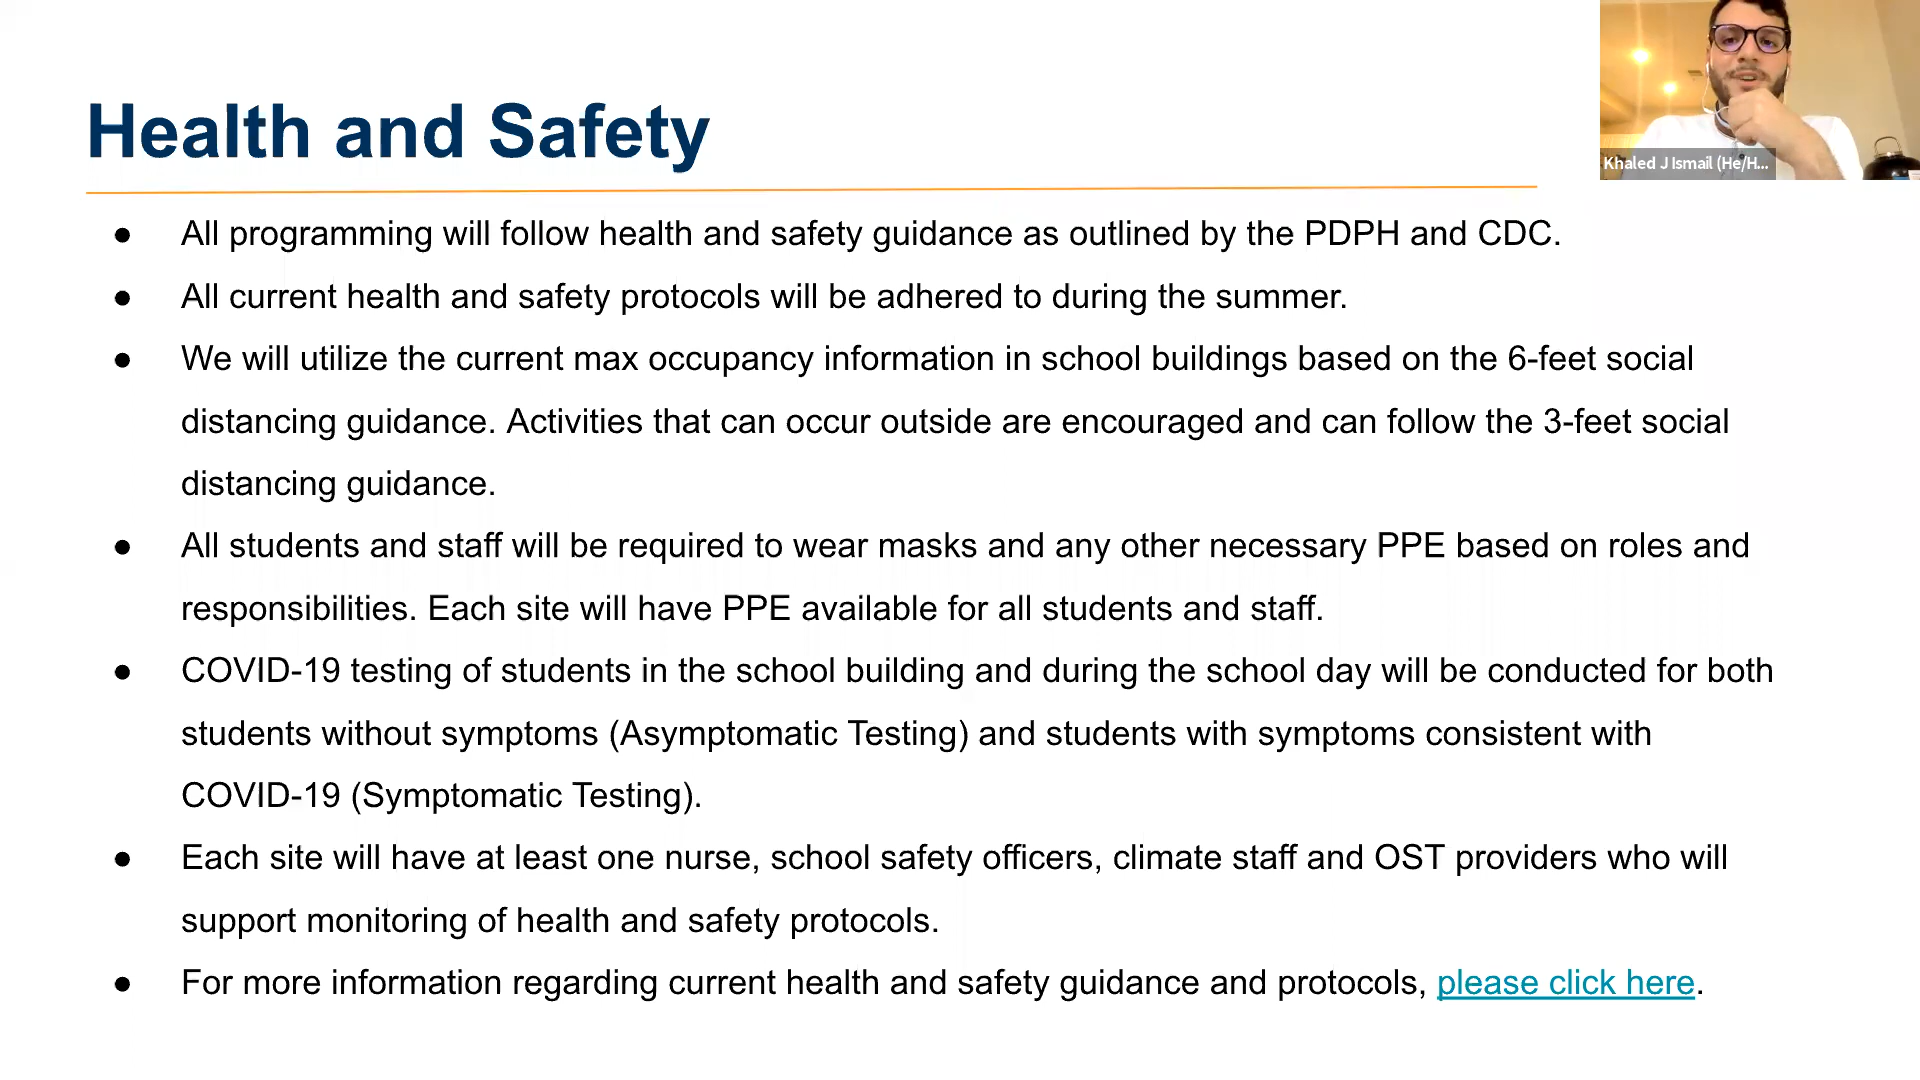 Health and Safety
Khaled J Ismail (He/H...
● All programming will follow health and safety guidance as outlined by the PDPH and CDC.
● All current health and safety protocols will be adhered to during the summer.
● We will utilize the current max occupancy information in school buildings based on the 6-feet social
distancing guidance. Activities that can occur outside are encouraged and can follow the 3-feet social
distancing guidance.
● All students and staff will be required to wear masks and any other necessary PPE based on roles and
responsibilities. Each site will have PPE available for all students and staff.
● COVID-19 testing of students in the school building and during the school day will be conducted for both
students without symptoms (Asymptomatic Testing) and students with symptoms consistent with
COVID-19 (Symptomatic Testing).
● Each site will have at least one nurse, school safety officers, climate staff and OST providers who will
support monitoring of health and safety protocols.
● For more information regarding current health and safety guidance and protocols, please click here.